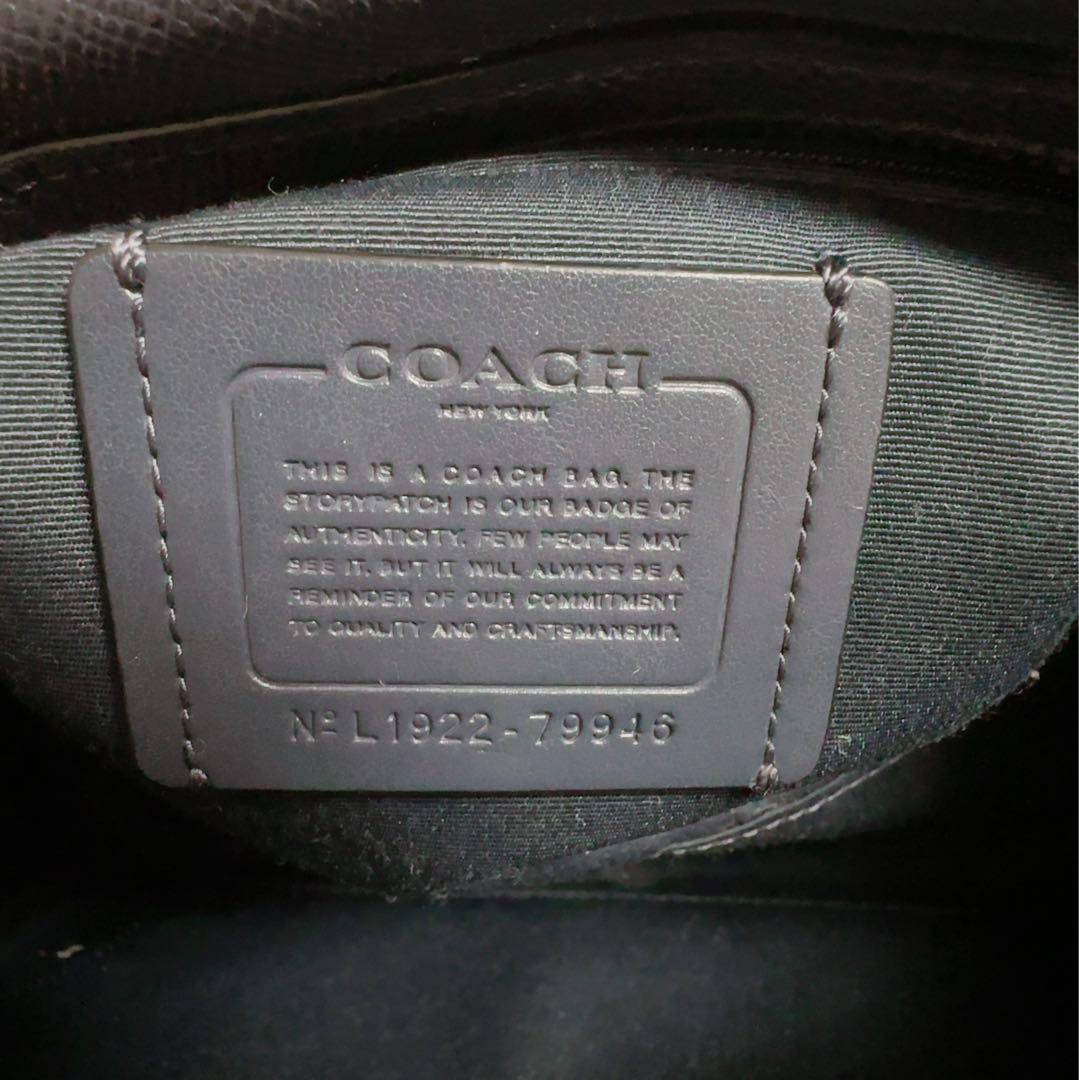 COACH
NEW YORK
THIS IS A COACH BAG. THE
STORYPATCH IS OUR BADGE OF
AUTHENTICITY. FEW PEOPLE MAY
SEE IT. BUT IT WILL ALWAYS BE A
REMINDER OF OUR COMMITMENT
TO QUALITY AND CRAFTSMANSHIP.
Nº L1922-79946